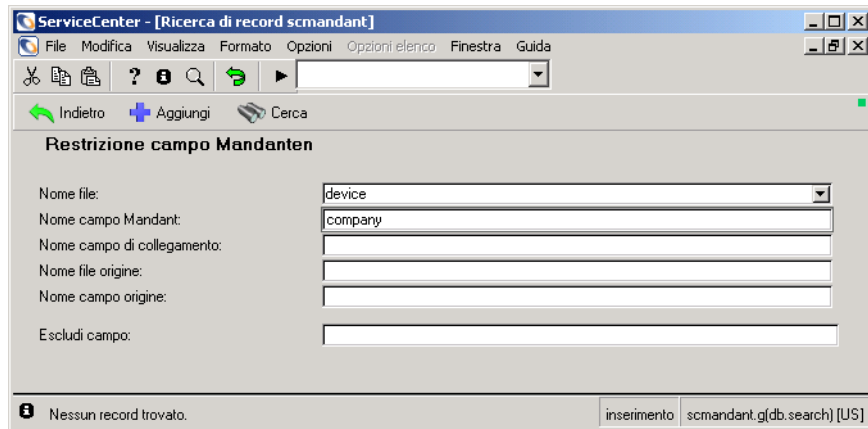 ServiceCenter - [Ricerca di record scmandant]
File Modifica Visualizza Formato Opzioni Opzioni elenco Finestra Guida
Indietro Aggiungi Cerca
Restrizione campo Mandanten
Nome file: device
Nome campo Mandant: company
Nome campo di collegamento:
Nome file origine:
Nome campo origine:
Escludi campo:
Nessun record trovato. inserimento scmandant.g(db.search) [US]